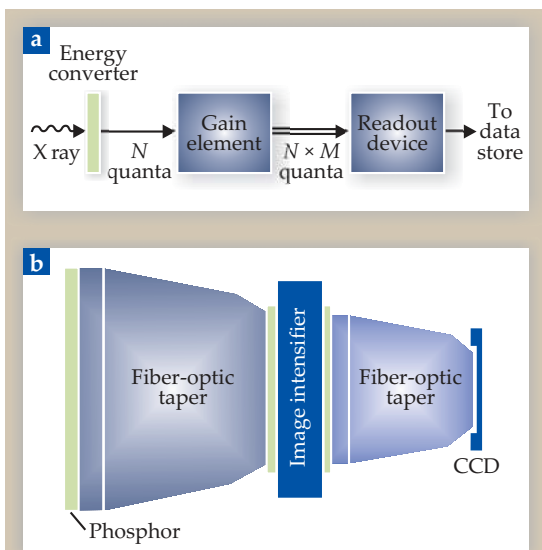 a
Energy
converter
X ray
N
quanta
Gain
element
N × M
quanta
Readout
device
To
data
store
b
Fiber-optic
taper
Image intensifier
Fiber-optic
taper
CCD
Phosphor